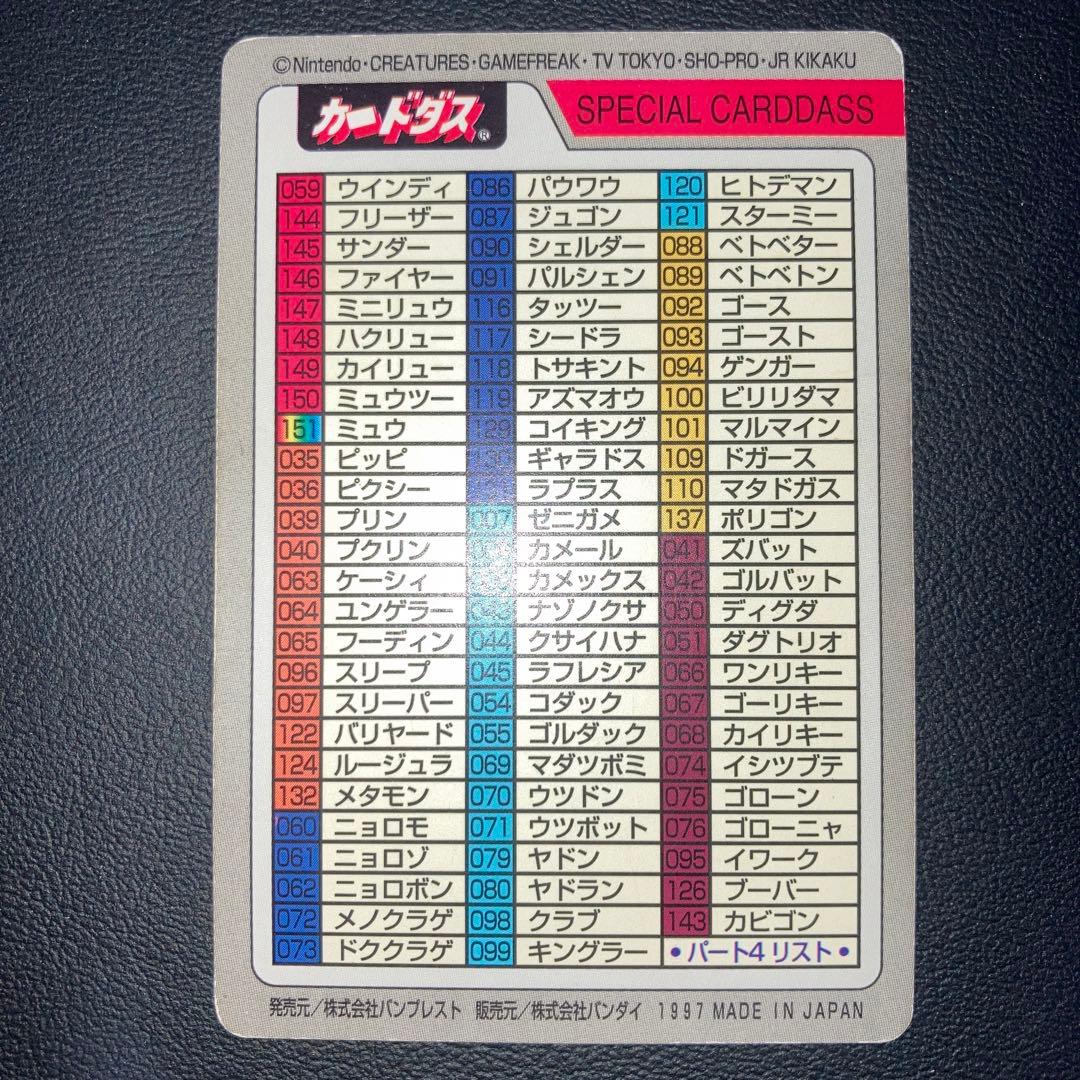 ©Nintendo・CREATURES・GAMEFREAK・TV TOKYO・SHO-PRO・JR KIKAKU
カードダス®
SPECIAL CARDDASS
059 ウインディ
144 フリーザー
145 サンダー
146 ファイヤー
147 ミニリュウ
148 ハクリュー
149 カイリュー
150 ミュウツー
151 ミュウ
035 ピッピ
036 ピクシー
039 プリン
040 プクリン
063 ケーシィ
064 ユンゲラー
065 フーディン
096 スリープ
097 スリーパー
122 バリヤード
124 ルージュラ
132 メタモン
060 ニョロモ
061 ニョロゾ
062 ニョロボン
072 メノクラゲ
073 ドククラゲ
086 パウワウ
087 ジュゴン
090 シェルダー
091 パルシェン
116 タッツー
117 シードラ
118 トサキント
119 アズマオウ
129 コイキング
ギャラドス
ラプラス
007 ゼニガメ
カメール
カメックス
ナゾノクサ
044 クサイハナ
045 ラフレシア
054 コダック
055 ゴルダック
069 マダツボミ
070 ウツドン
071 ウツボット
079 ヤドン
080 ヤドラン
098 クラブ
099 キングラー
120 ヒトデマン
121 スターミー
088 ベトベター
089 ベトベトン
092 ゴース
093 ゴースト
094 ゲンガー
100 ビリリダマ
101 マルマイン
109 ドガース
110 マタドガス
137 ポリゴン
041 ズバット
042 ゴルバット
050 ディグダ
051 ダグトリオ
066 ワンリキー
067 ゴーリキー
068 カイリキー
074 イシツブテ
075 ゴローン
076 ゴローニャ
095 イワーク
126 ブーバー
143 カビゴン
•パート4 リスト•
発売元／株式会社バンプレスト 販売元／株式会社バンダイ 1997 MADE IN JAPAN